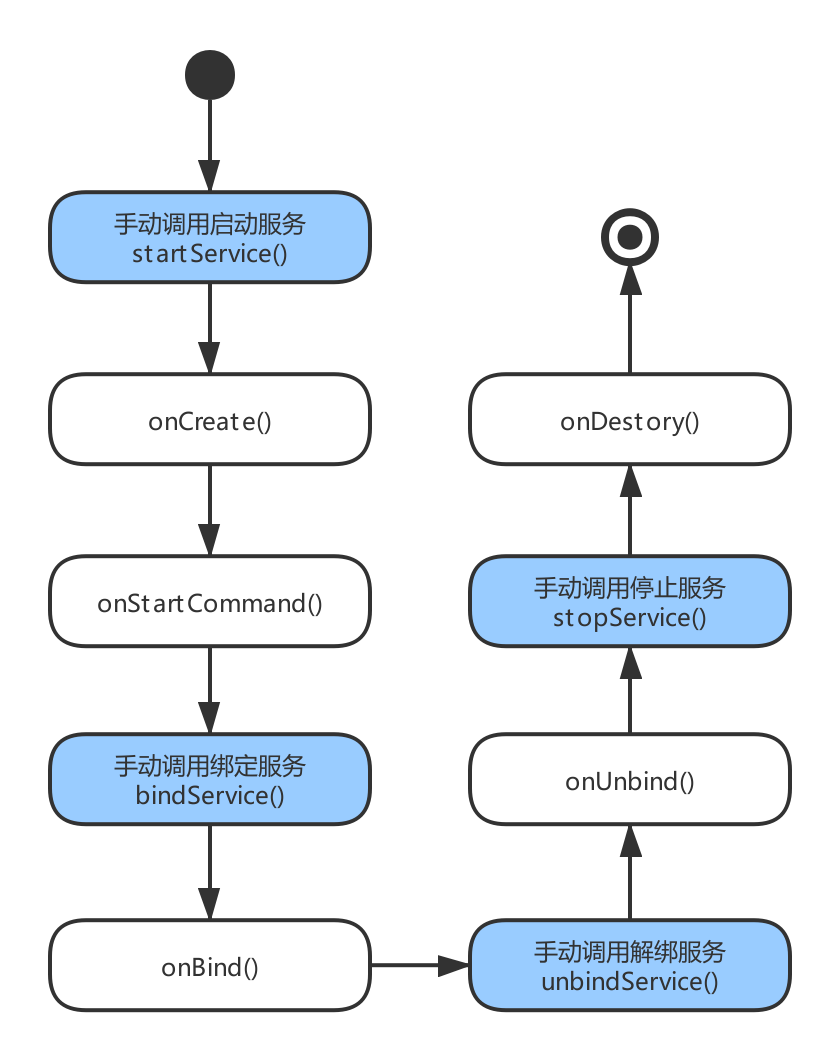 手动调用启动服务
startService()
onCreate()
onStartCommand()
手动调用绑定服务
bindService()
onBind()
手动调用解绑服务
unbindService()
onUnbind()
手动调用停止服务
stopService()
onDestory()